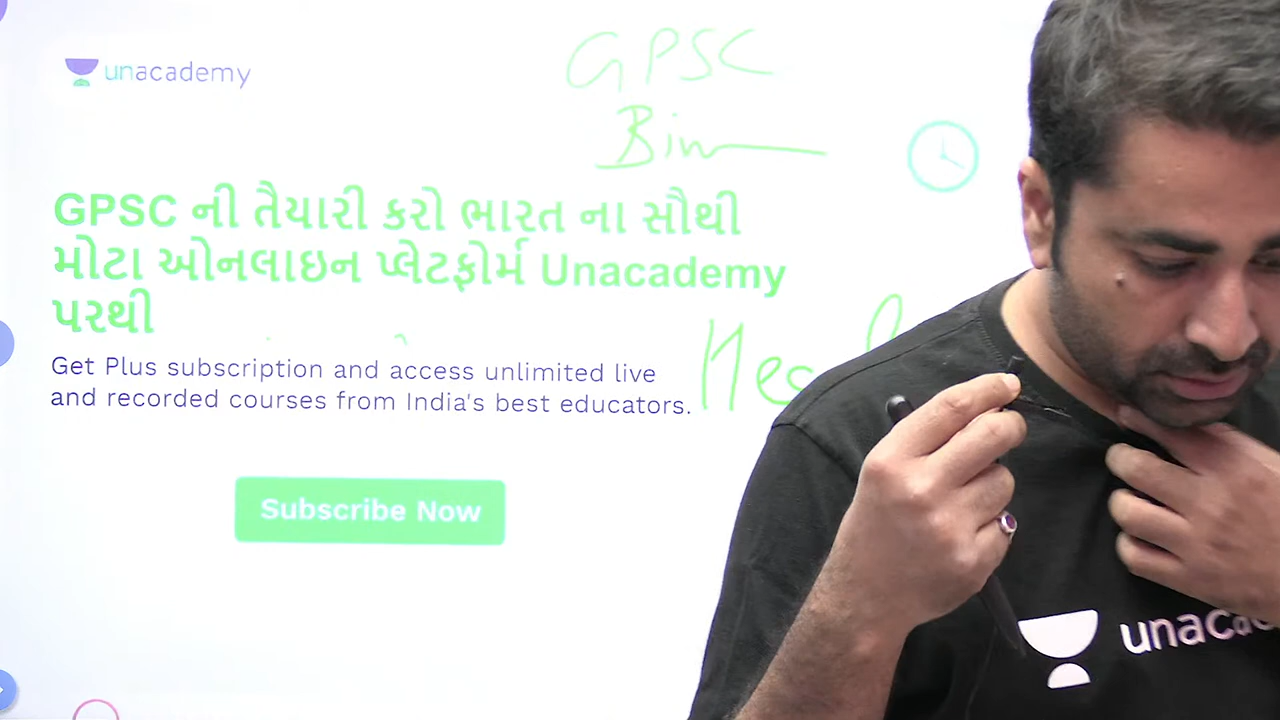 unacademy
GPSC
GPSC ની તૈયારી કરો ભારત ના સૌથી
મોટા ઓનલાઇન પ્લેટફોર્મ Unacademy
પરથી
Get Plus subscription and access unlimited live
and recorded courses from India's best educators.
Subscribe Now